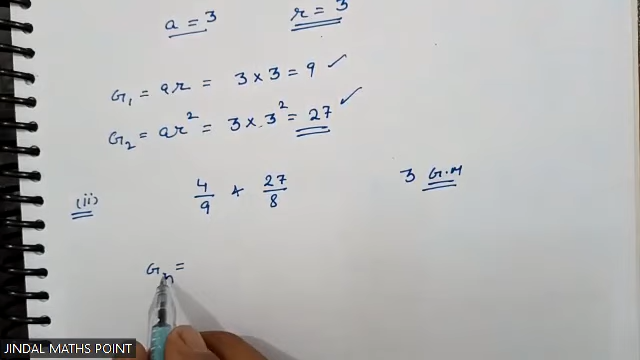 a = 3 r = 3
G₁ = ar = 3 × 3 = 9 ✓
G₂ = ar² = 3 × 3² = 27 ✓
(ii) 4/9 & 27/8 3 G.M
Gₙ =
JINDAL MATHS POINT